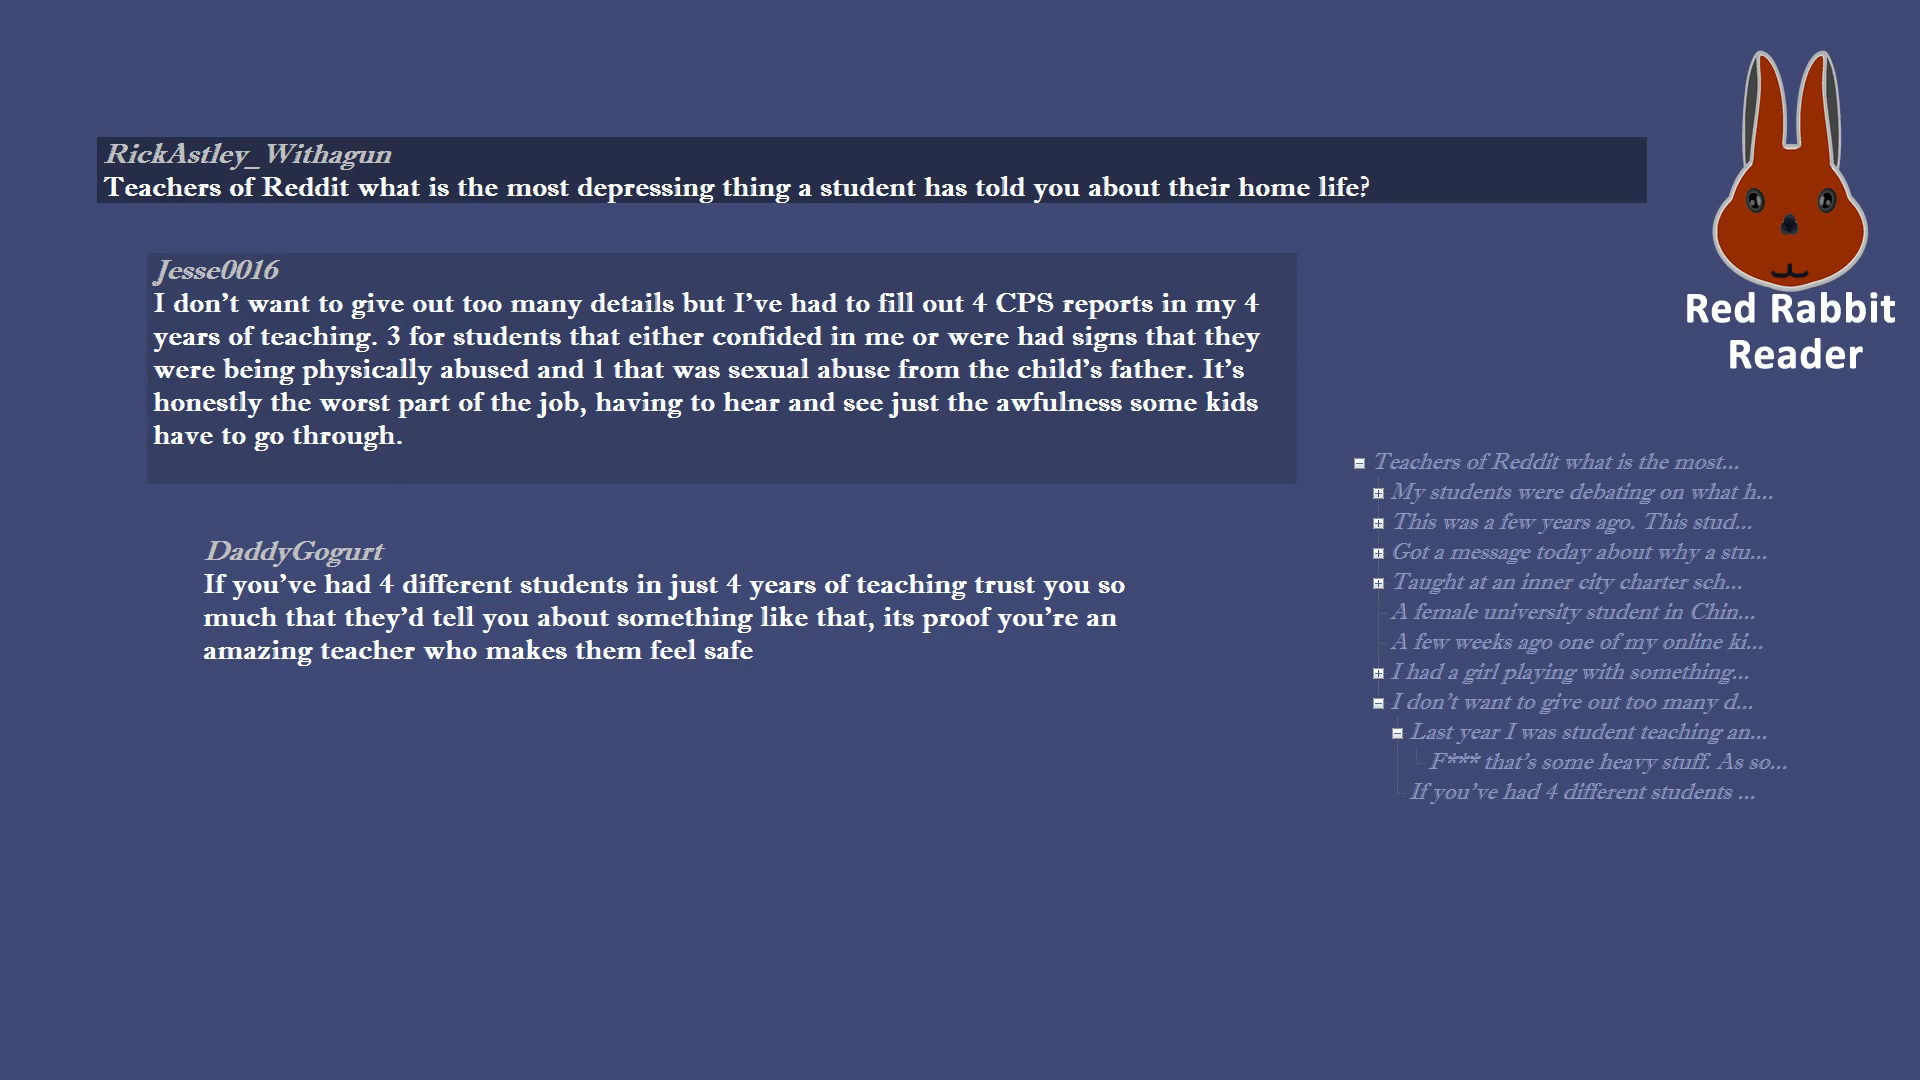 RickAstley_Withagun
Teachers of Reddit what is the most depressing thing a student has told you about their home life?
Jesse0016
I don't want to give out too many details but I've had to fill out 4 CPS reports in my 4
years of teaching. 3 for students that either confided in me or were had signs that they
were being physically abused and 1 that was sexual abuse from the child's father. It's
honestly the worst part of the job, having to hear and see just the awfulness some kids
have to go through.
DaddyGogurt
If you've had 4 different students in just 4 years of teaching trust you so
much that they'd tell you about something like that, its proof you're an
amazing teacher who makes them feel safe
Red Rabbit
Reader
Teachers of Reddit what is the most...
My students were debating on what h...
This was a few years ago. This stud...
Got a message today about why a stu...
Taught at an inner city charter sch...
A female university student in Chin...
A few weeks ago one of my online ki...
I had a girl playing with something...
I don't want to give out too many d...
Last year I was student teaching an...
F*** that's some heavy stuff. As so...
If you've had 4 different students ...